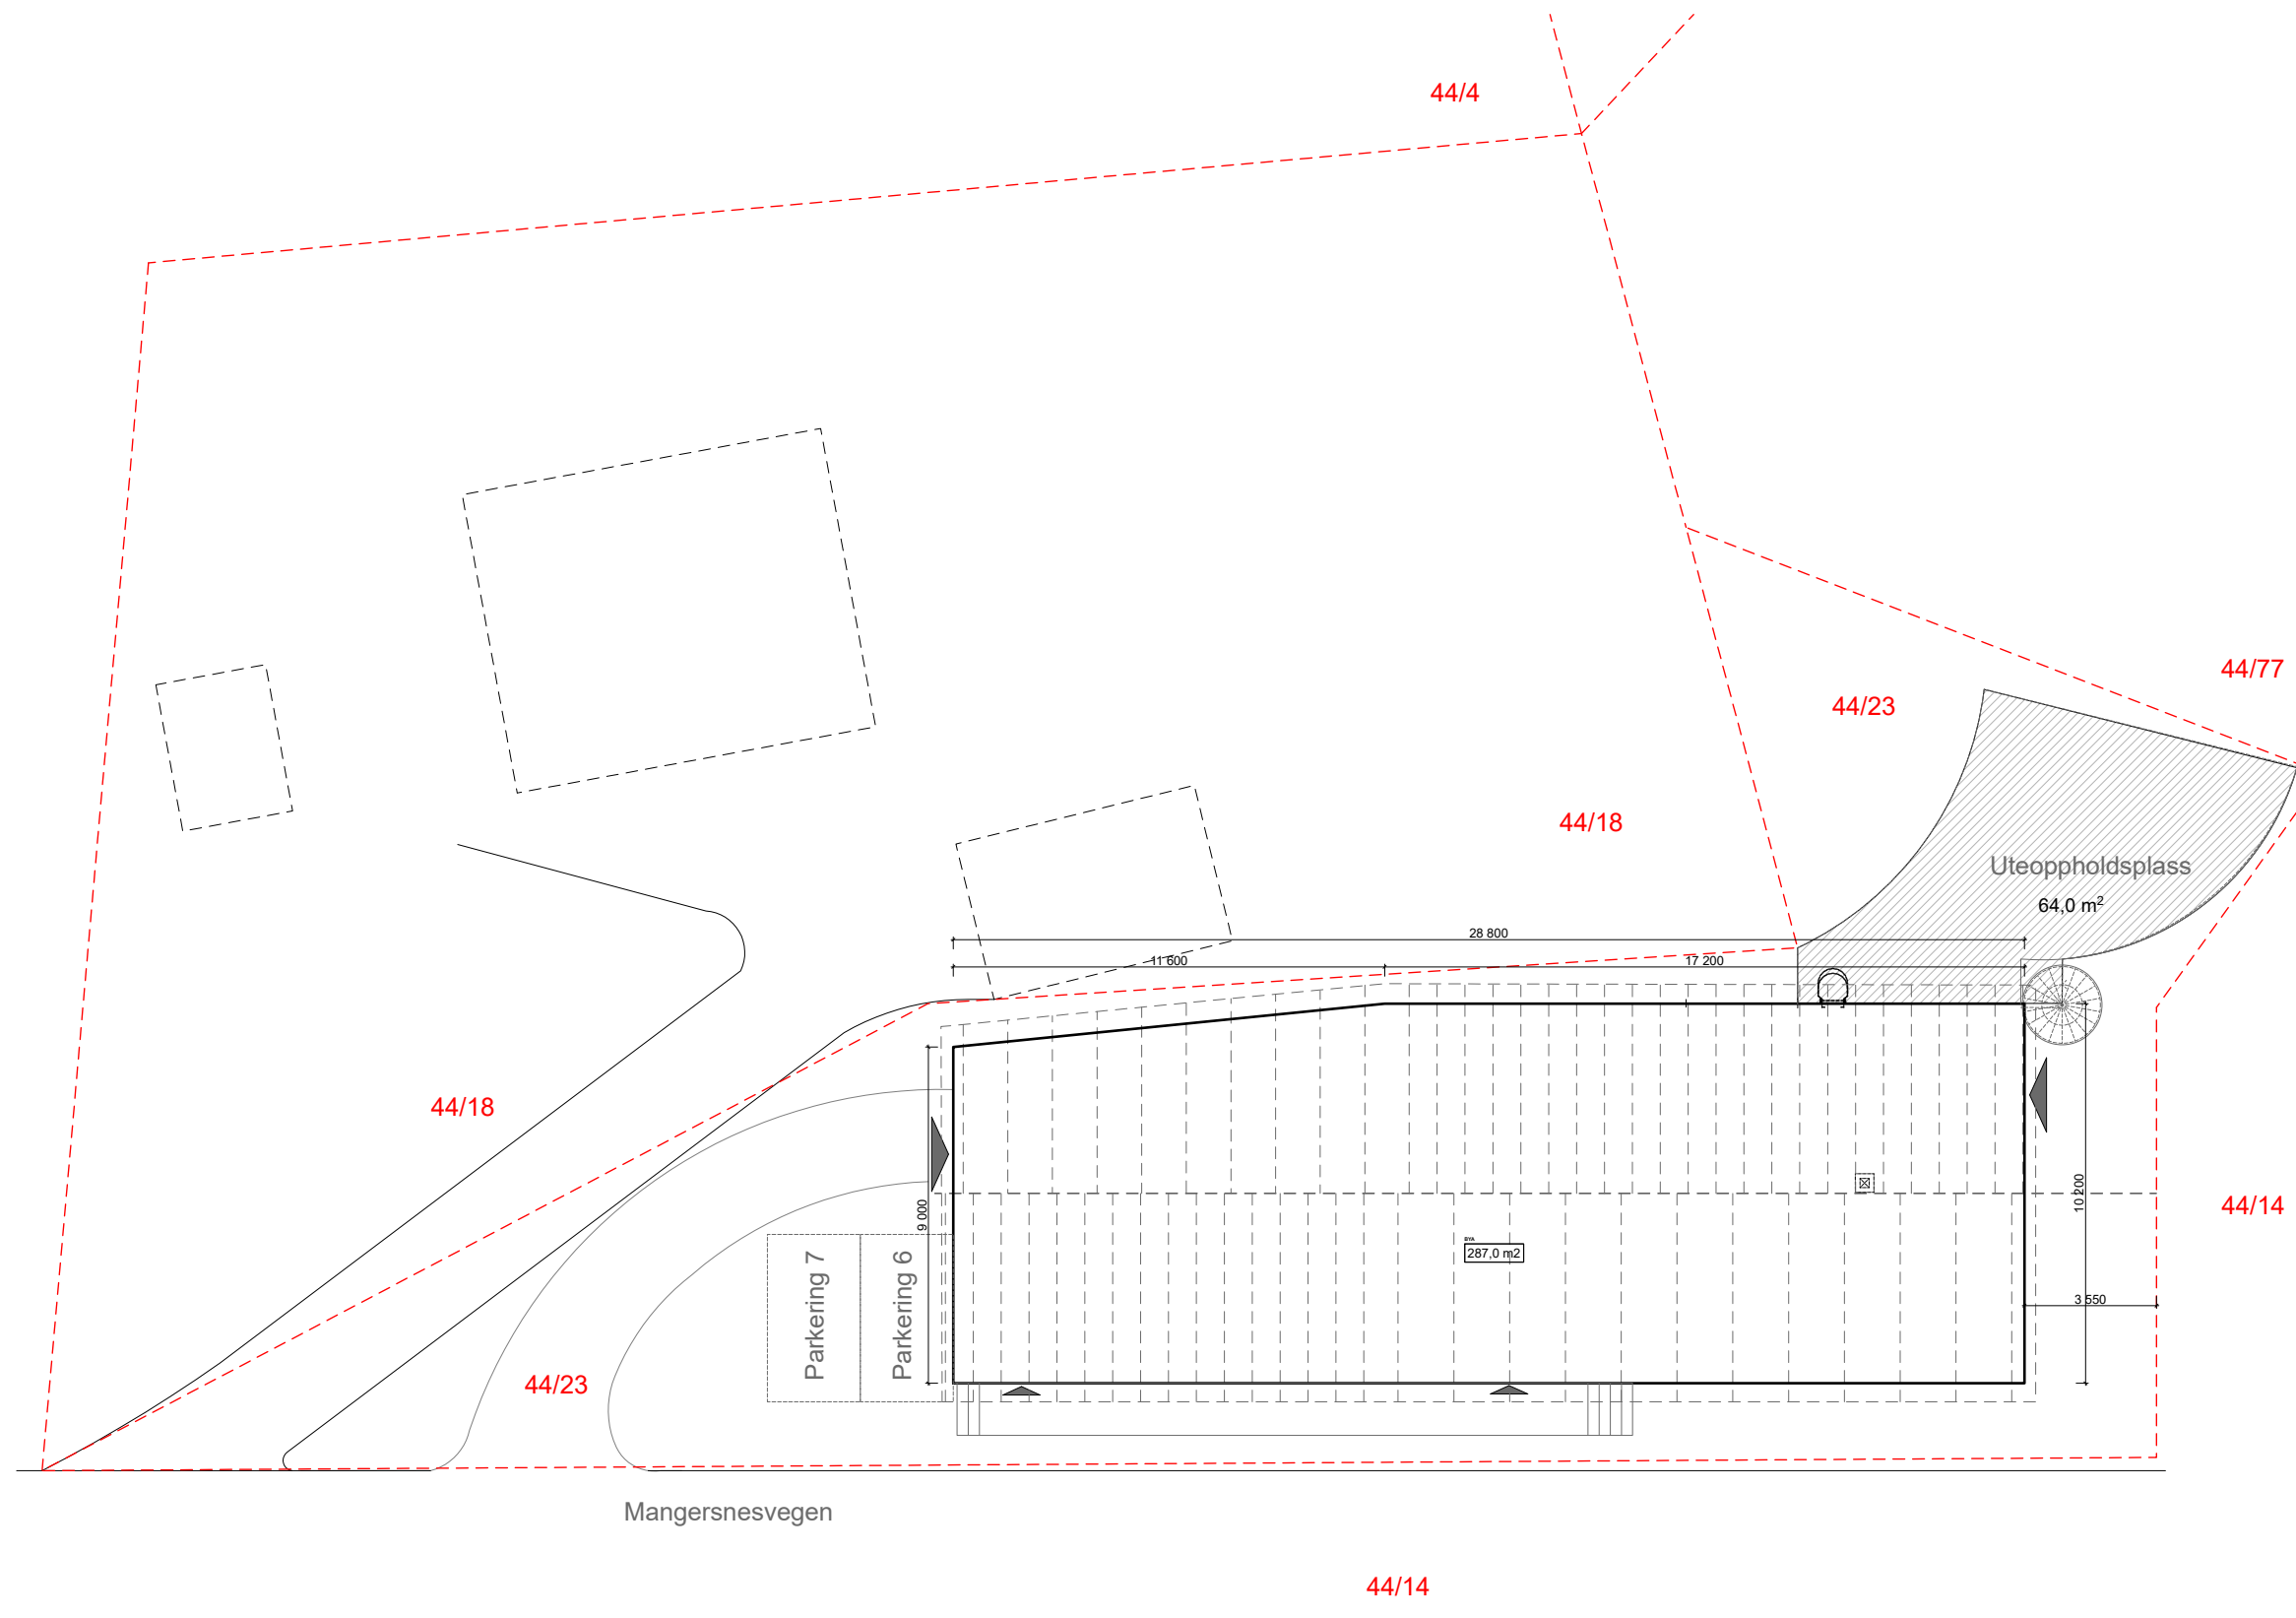 44/4
44/77
44/23
44/18
Uteoppholdsplass
64,0 m²
28 800
11 600
17 200
44/18
9 000
10 200
44/14
BYA
287,0 m2
Parkering 7
Parkering 6
3 550
44/23
Mangersnesvegen
44/14